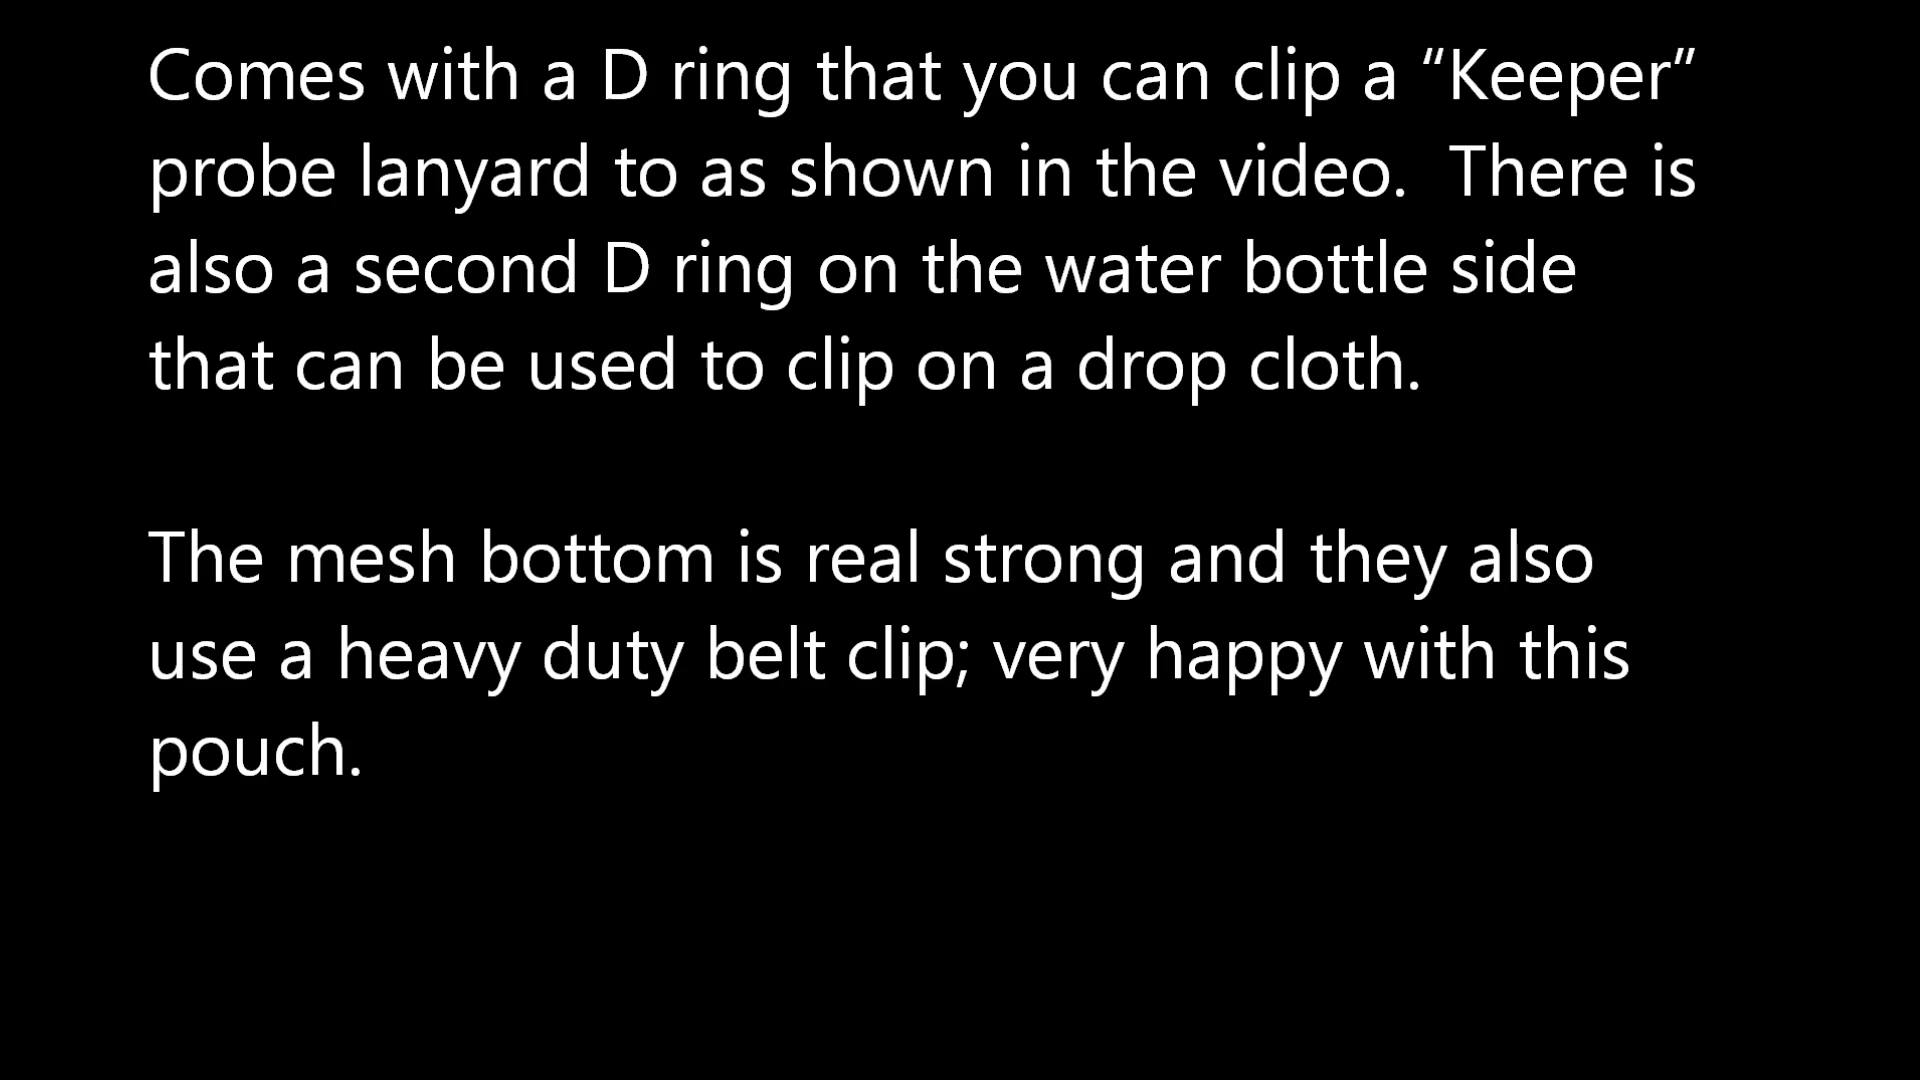 Comes with a D ring that you can clip a “Keeper”
probe lanyard to as shown in the video.  There is
also a second D ring on the water bottle side
that can be used to clip on a drop cloth.
The mesh bottom is real strong and they also
use a heavy duty belt clip; very happy with this
pouch.